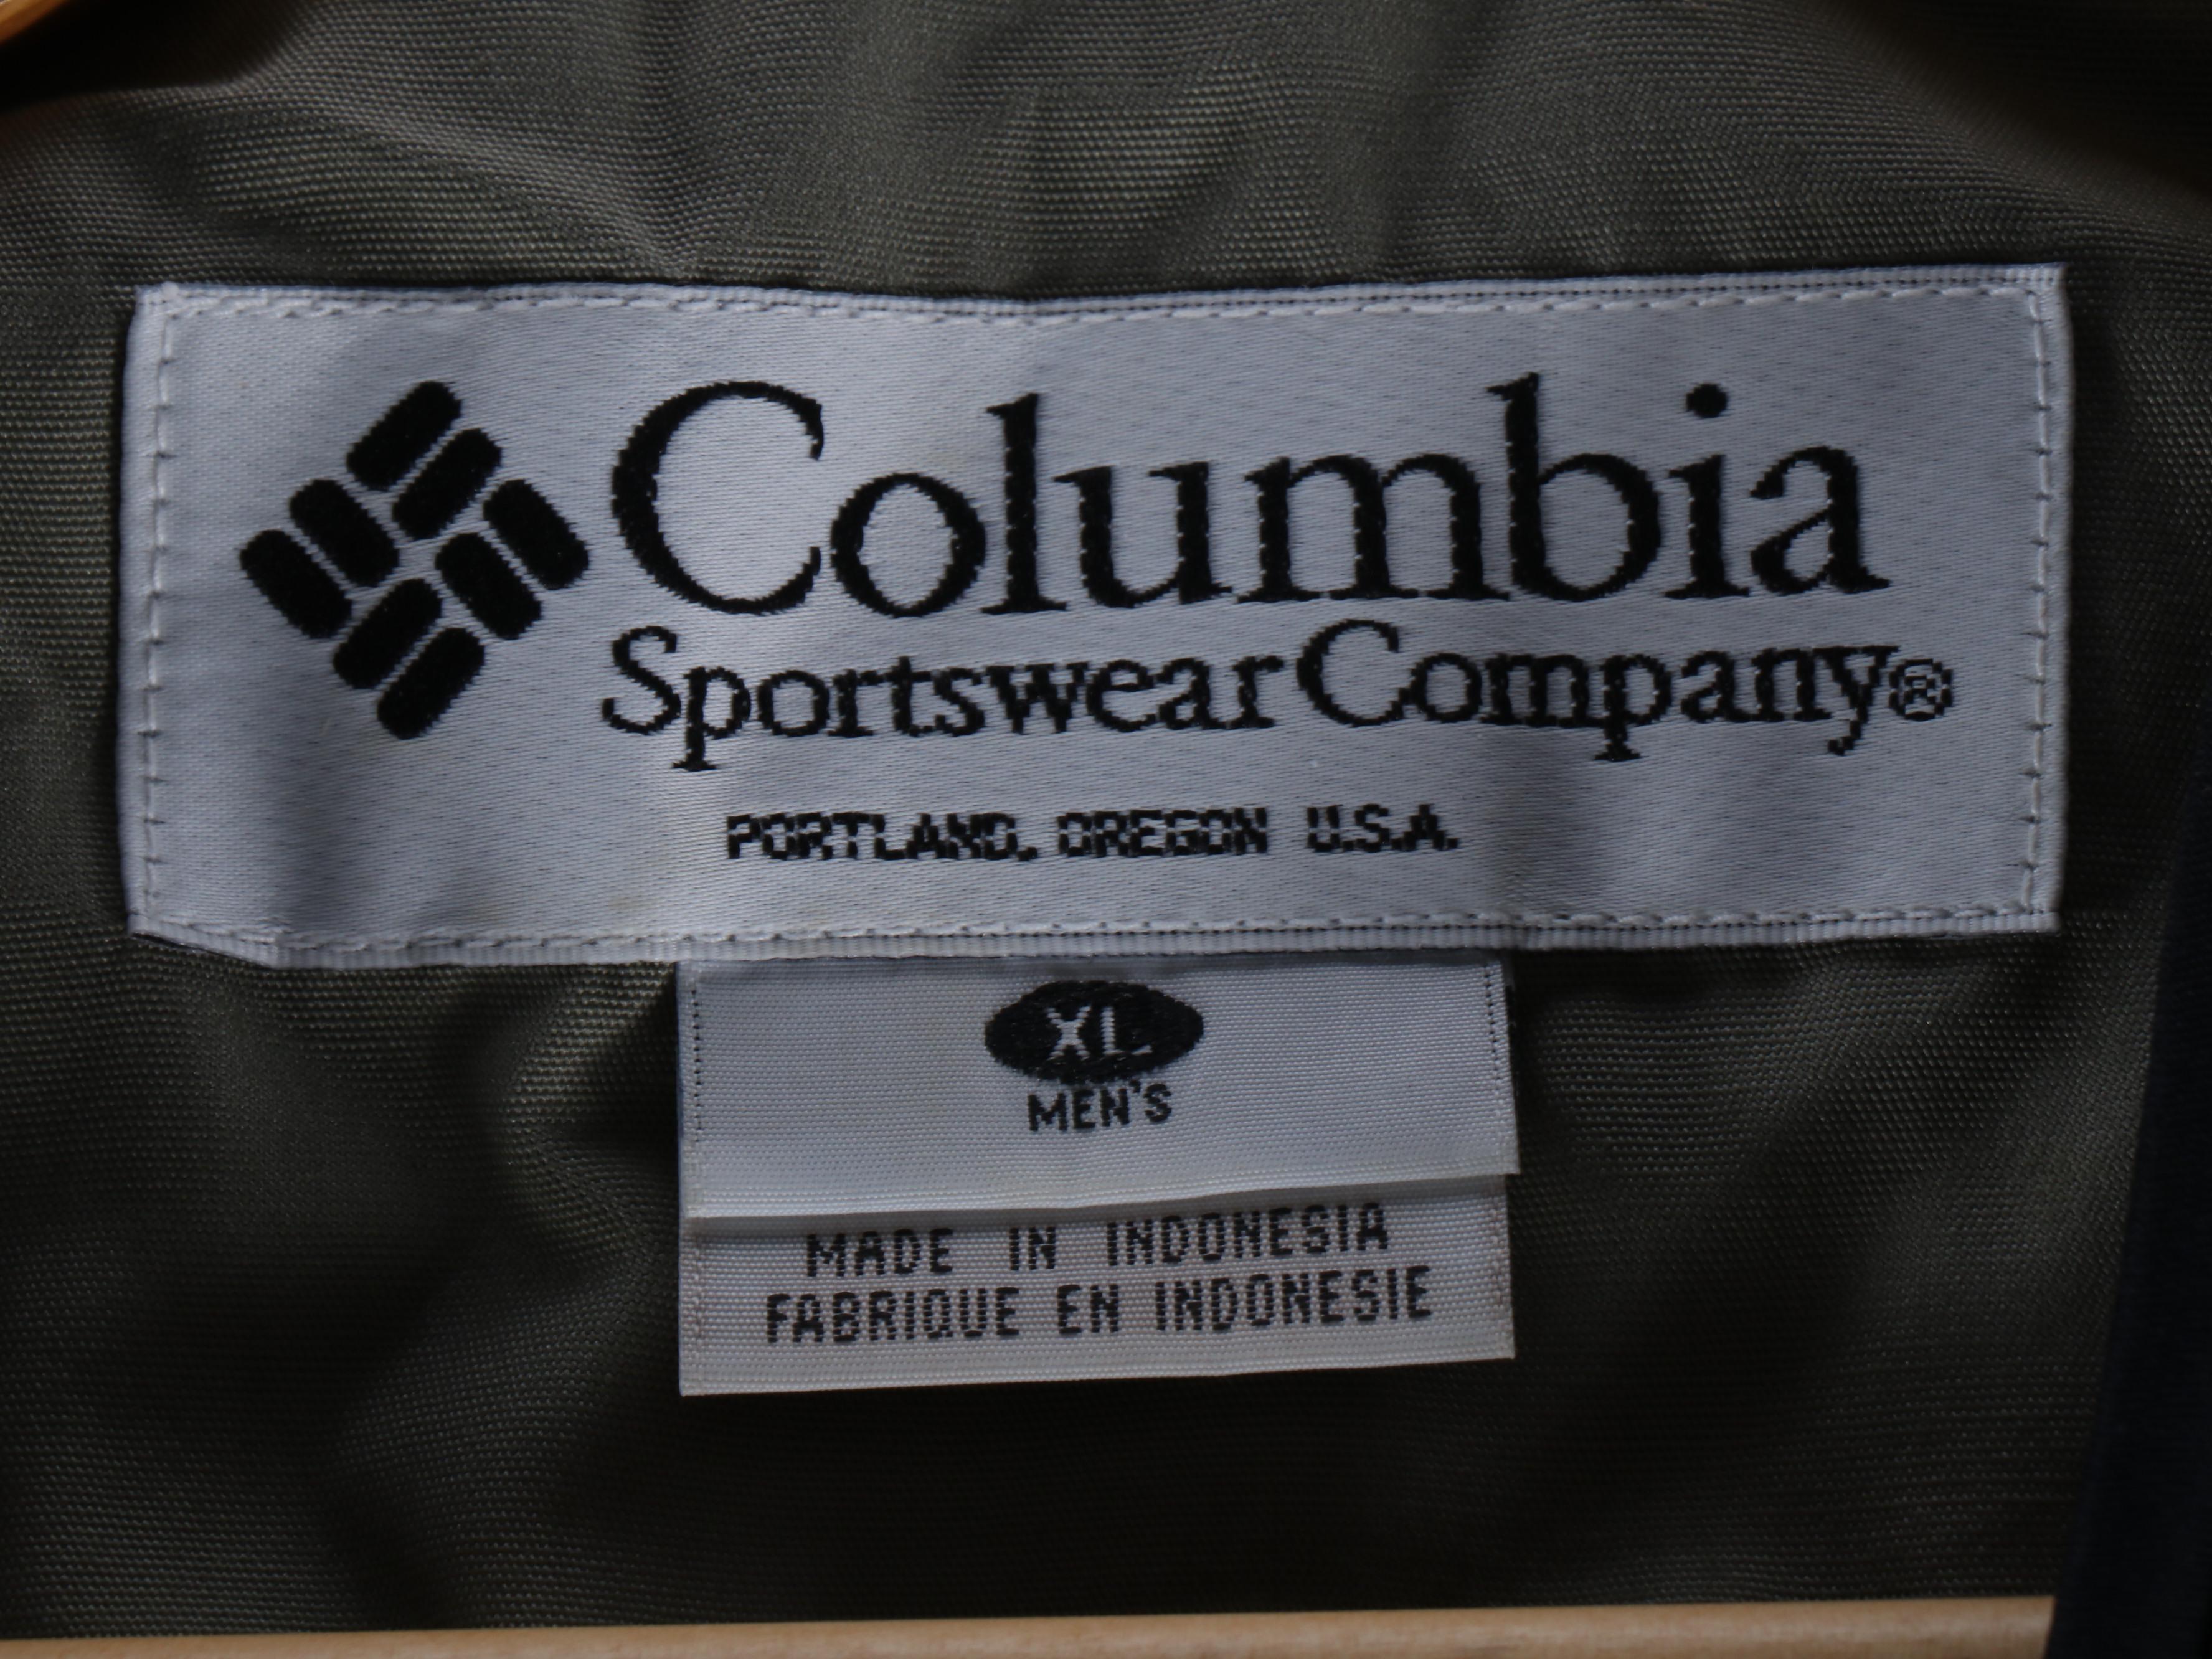 Columbia
Sportswear Company®
PORTLAND, OREGON U.S.A.
XL
MEN'S
MADE IN INDONESIA
FABRIQUE EN INDONESIE